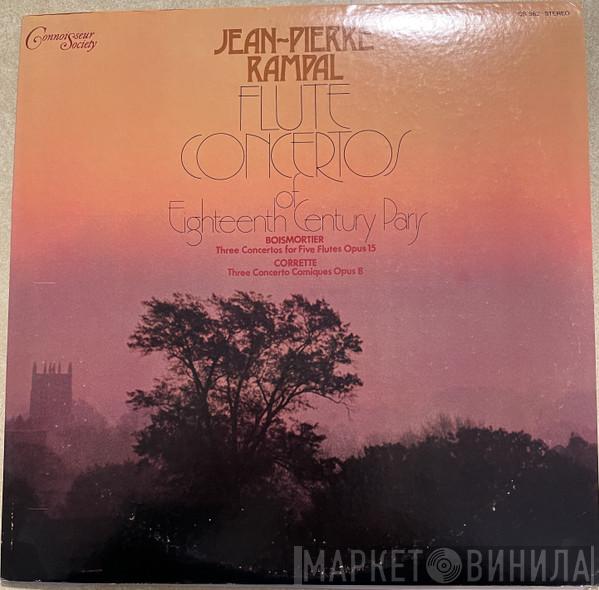 Connoisseur
Society
CS 362 STEREO
JEAN-PIERRE
RAMPAL
FLUTE
CONCERTOS
of
Eighteenth Century Paris
BOISMORTIER
Three Concertos for Five Flutes Opus 15
CORRETTE
Three Concerto Comiques Opus 8
МАРКЕТ ВИНИЛА